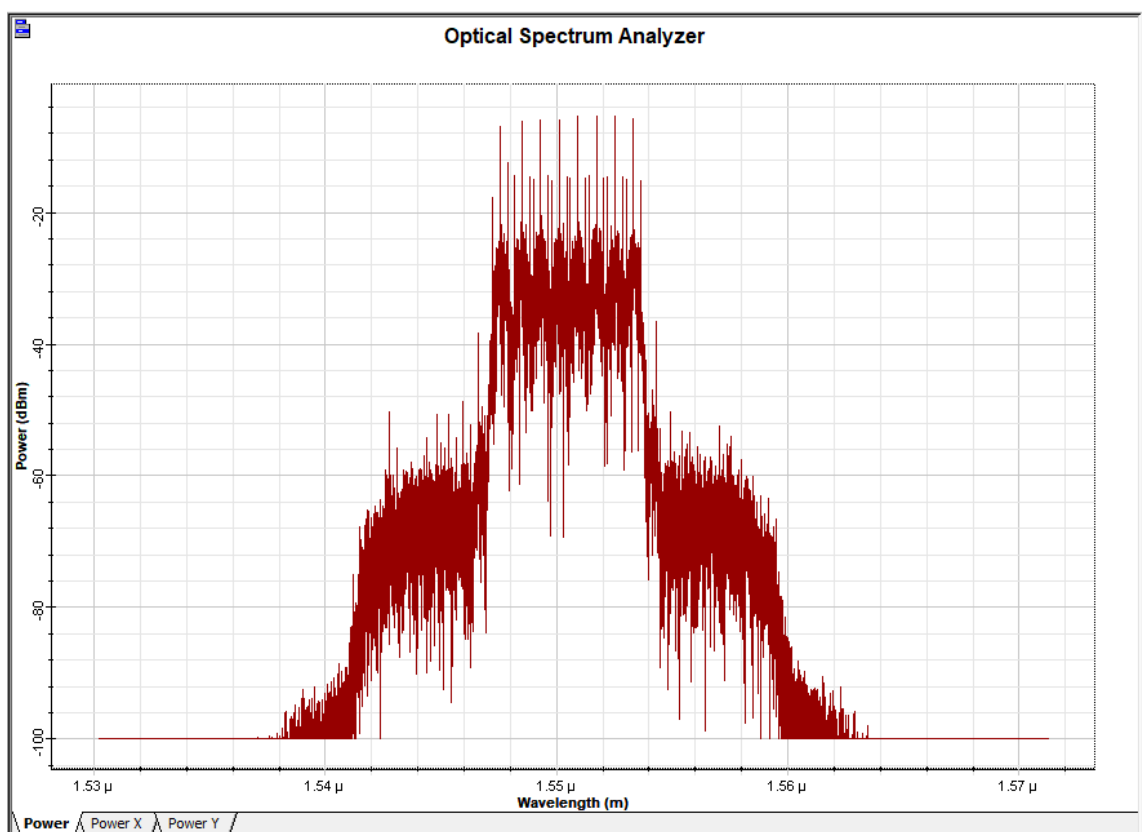 Optical Spectrum Analyzer
Power (dBm)
-20
-40
-60
-80
-100
1.53 µ
1.54 µ
1.55 µ
1.56 µ
1.57 µ
Wavelength (m)
Power
Power X
Power Y